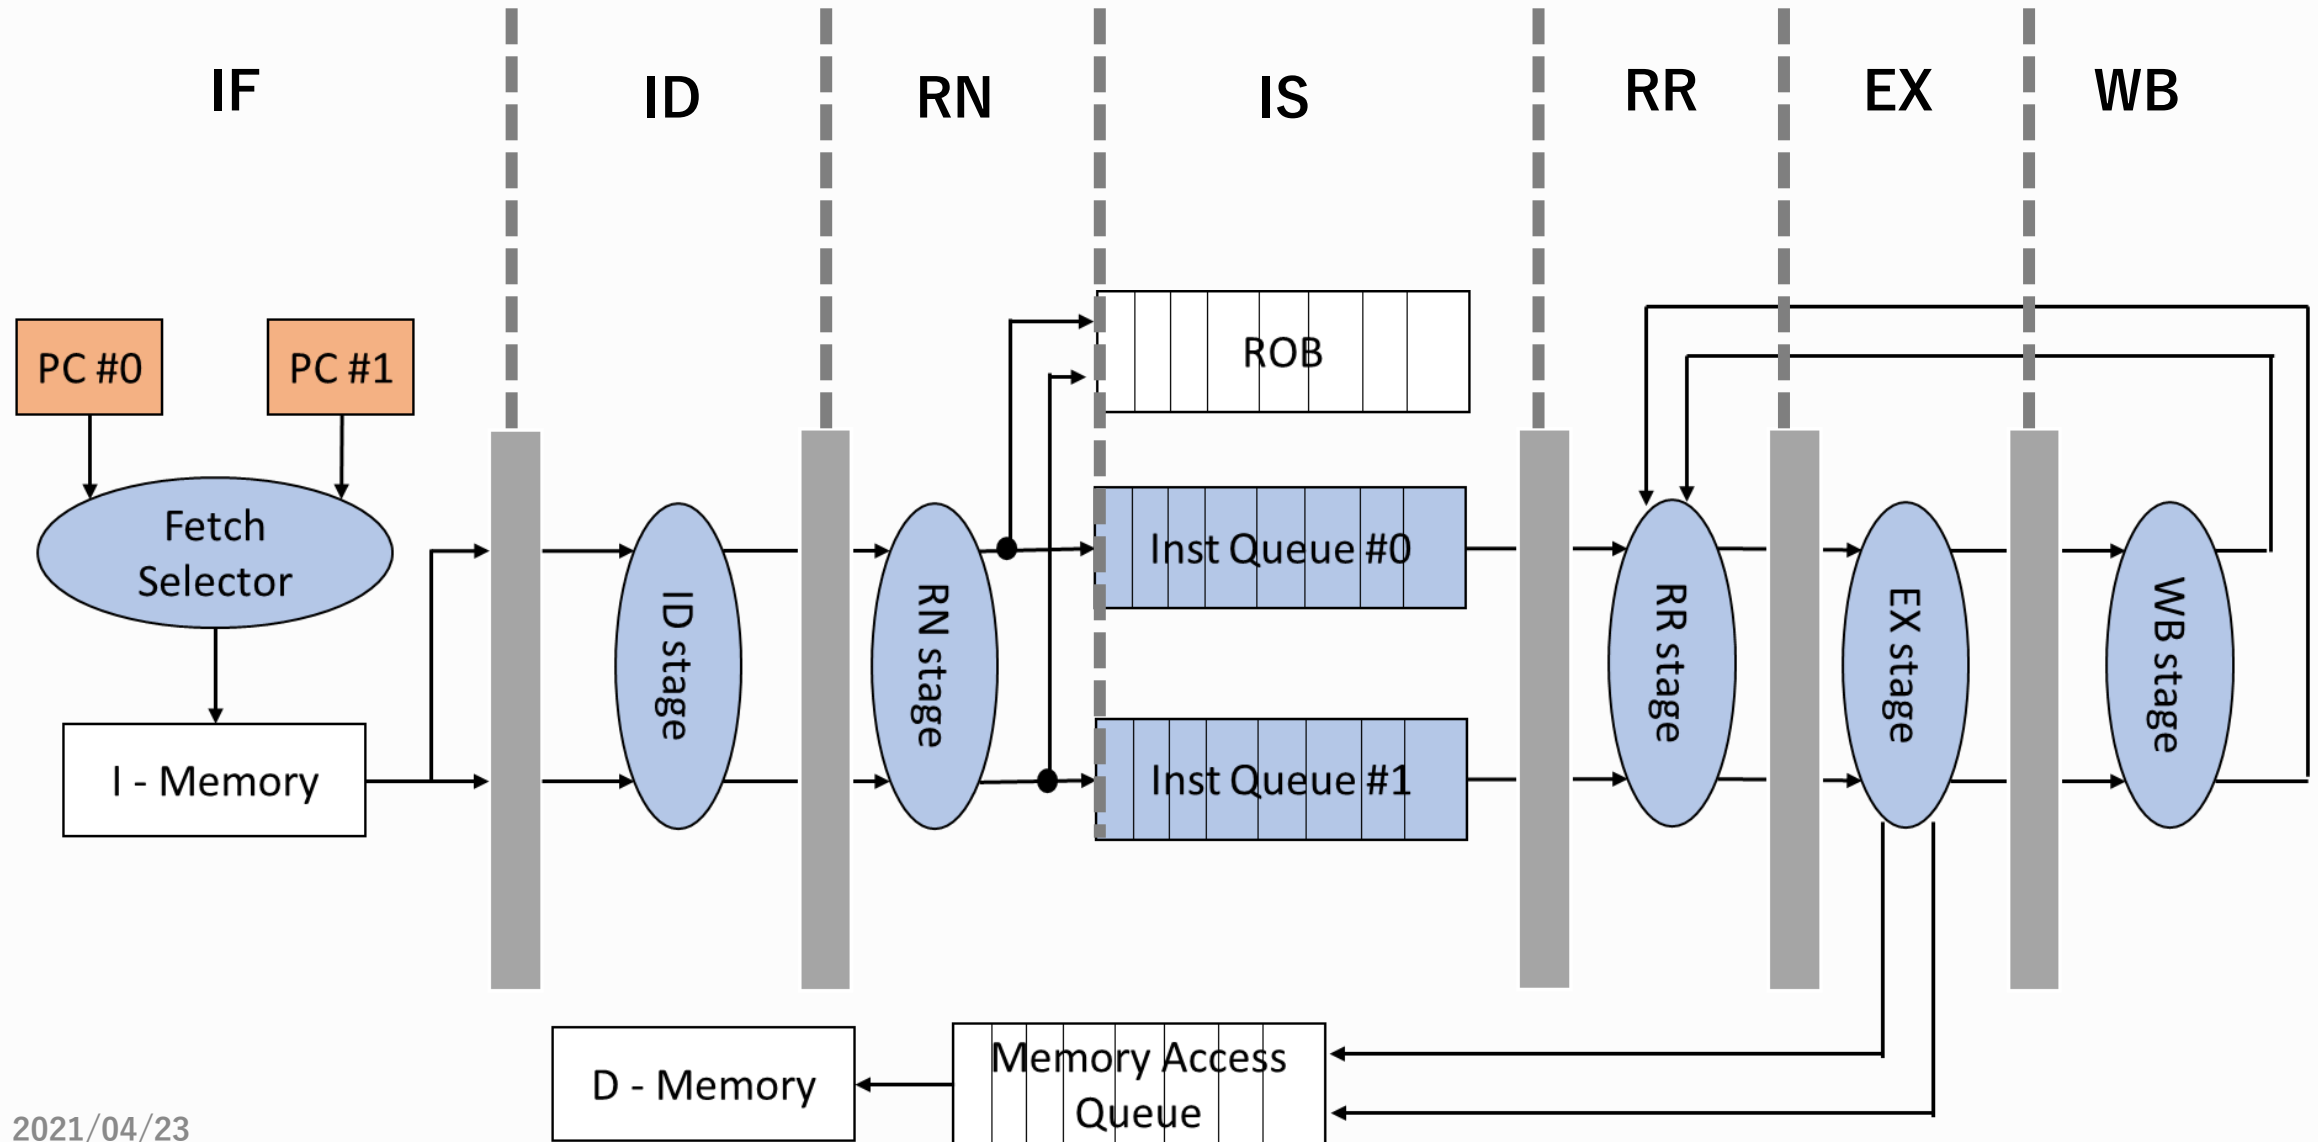 IF
ID
RN
IS
RR
EX
WB
PC #0
PC #1
ROB
Fetch
Selector
ID stage
RN stage
Inst Queue #0
RR stage
EX stage
WB stage
I - Memory
Inst Queue #1
D - Memory
Memory Access
Queue
2021/04/23